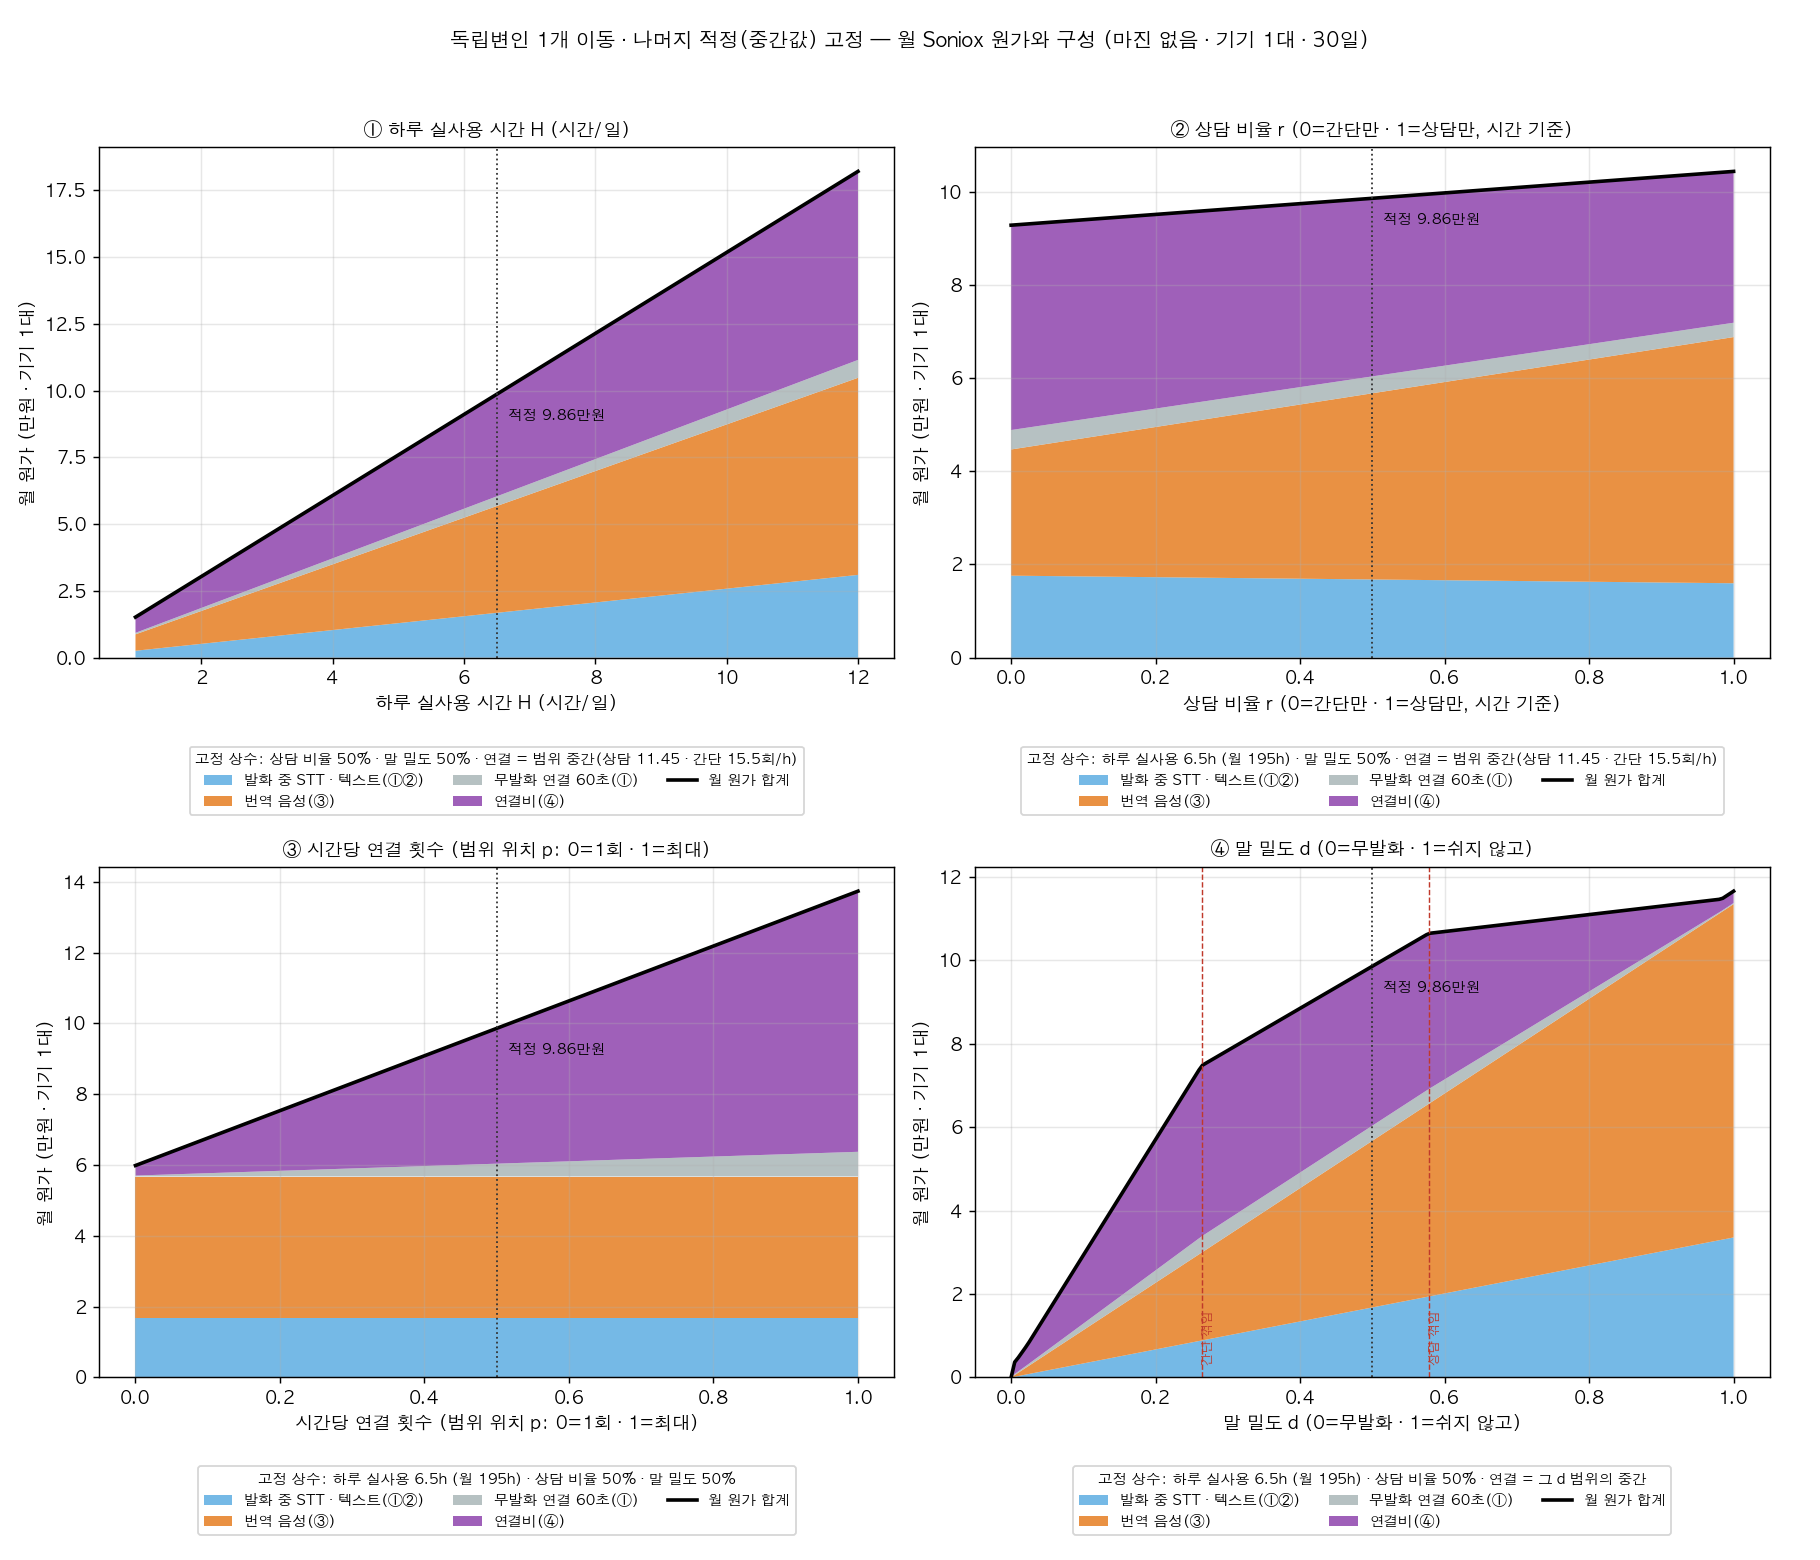 독립변인 1개 이동 · 나머지 적정(중간값) 고정 — 월 Soniox 원가와 구성 (마진 없음 · 기기 1대 · 30일)
① 하루 실사용 시간 H (시간/일)
월 원가 (만원 · 기기 1대)
17.5
15.0
12.5
10.0
7.5
5.0
2.5
0.0
적정 9.86만원
2 4 6 8 10 12
하루 실사용 시간 H (시간/일)
고정 상수: 상담 비율 50% · 말 밀도 50% · 연결 = 범위 중간(상담 11.45 · 간단 15.5회/h)
발화 중 STT · 텍스트(①②) 무발화 연결 60초(①) 월 원가 합계
번역 음성(③) 연결비(④)
② 상담 비율 r (0=간단만 · 1=상담만, 시간 기준)
월 원가 (만원 · 기기 1대)
10
8
6
4
2
0
적정 9.86만원
0.0 0.2 0.4 0.6 0.8 1.0
상담 비율 r (0=간단만 · 1=상담만, 시간 기준)
고정 상수: 하루 실사용 6.5h (월 195h) · 말 밀도 50% · 연결 = 범위 중간(상담 11.45 · 간단 15.5회/h)
발화 중 STT · 텍스트(①②) 무발화 연결 60초(①) 월 원가 합계
번역 음성(③) 연결비(④)
③ 시간당 연결 횟수 (범위 위치 p: 0=1회 · 1=최대)
월 원가 (만원 · 기기 1대)
14
12
10
8
6
4
2
0
적정 9.86만원
0.0 0.2 0.4 0.6 0.8 1.0
시간당 연결 횟수 (범위 위치 p: 0=1회 · 1=최대)
고정 상수: 하루 실사용 6.5h (월 195h) · 상담 비율 50% · 말 밀도 50%
발화 중 STT · 텍스트(①②) 무발화 연결 60초(①) 월 원가 합계
번역 음성(③) 연결비(④)
④ 말 밀도 d (0=무발화 · 1=쉬지 않고)
월 원가 (만원 · 기기 1대)
12
10
8
6
4
2
0
적정 9.86만원
간단 꺾임
상담 꺾임
0.0 0.2 0.4 0.6 0.8 1.0
말 밀도 d (0=무발화 · 1=쉬지 않고)
고정 상수: 하루 실사용 6.5h (월 195h) · 상담 비율 50% · 연결 = 그 d 범위의 중간
발화 중 STT · 텍스트(①②) 무발화 연결 60초(①) 월 원가 합계
번역 음성(③) 연결비(④)